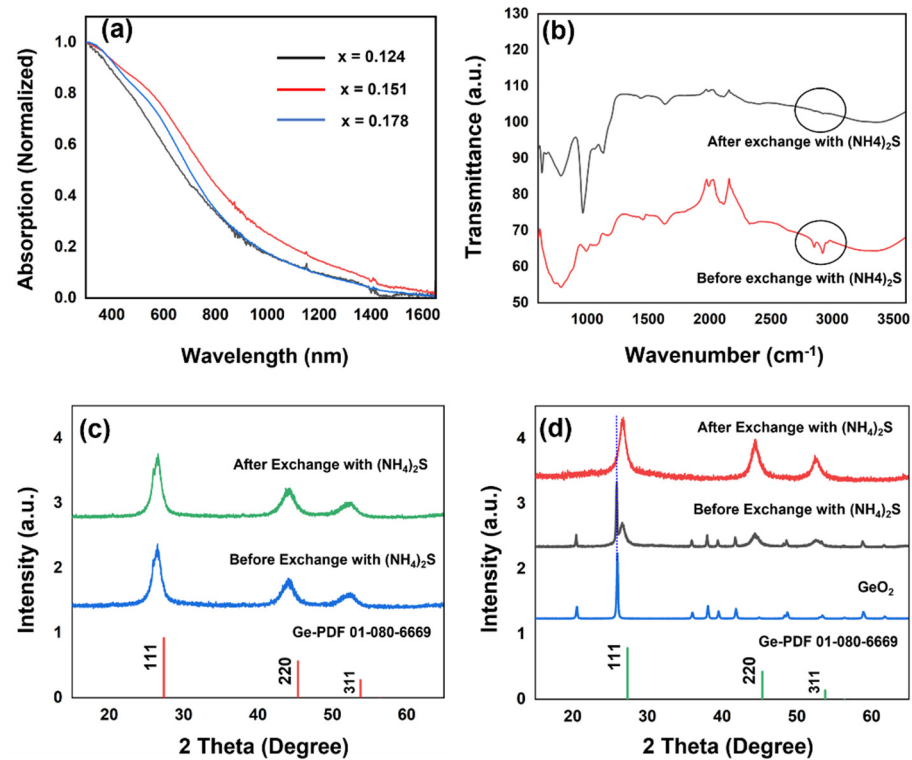 (a)
x = 0.124
x = 0.151
x = 0.178
1.0
0.8
0.6
0.4
0.2
0.0
400 600 800 1000 1200 1400 1600
Absorption (Normalized)
Wavelength (nm)
(b)
130
120
110
100
90
80
70
60
50
After exchange with (NH4)₂S
Before exchange with (NH4)₂S
1000 1500 2000 2500 3000 3500
Transmittance (a.u.)
Wavenumber (cm⁻¹)
(c)
4
3
2
1
0
After Exchange with (NH₄)₂S
Before Exchange with (NH₄)₂S
Ge-PDF 01-080-6669
111
220
311
20 30 40 50 60
Intensity (a.u.)
2 Theta (Degree)
(d)
4
3
2
1
0
After Exchange with (NH₄)₂S
Before Exchange with (NH₄)₂S
GeO₂
Ge-PDF 01-080-6669
111
220
311
20 30 40 50 60
Intensity (a.u.)
2 Theta (Degree)